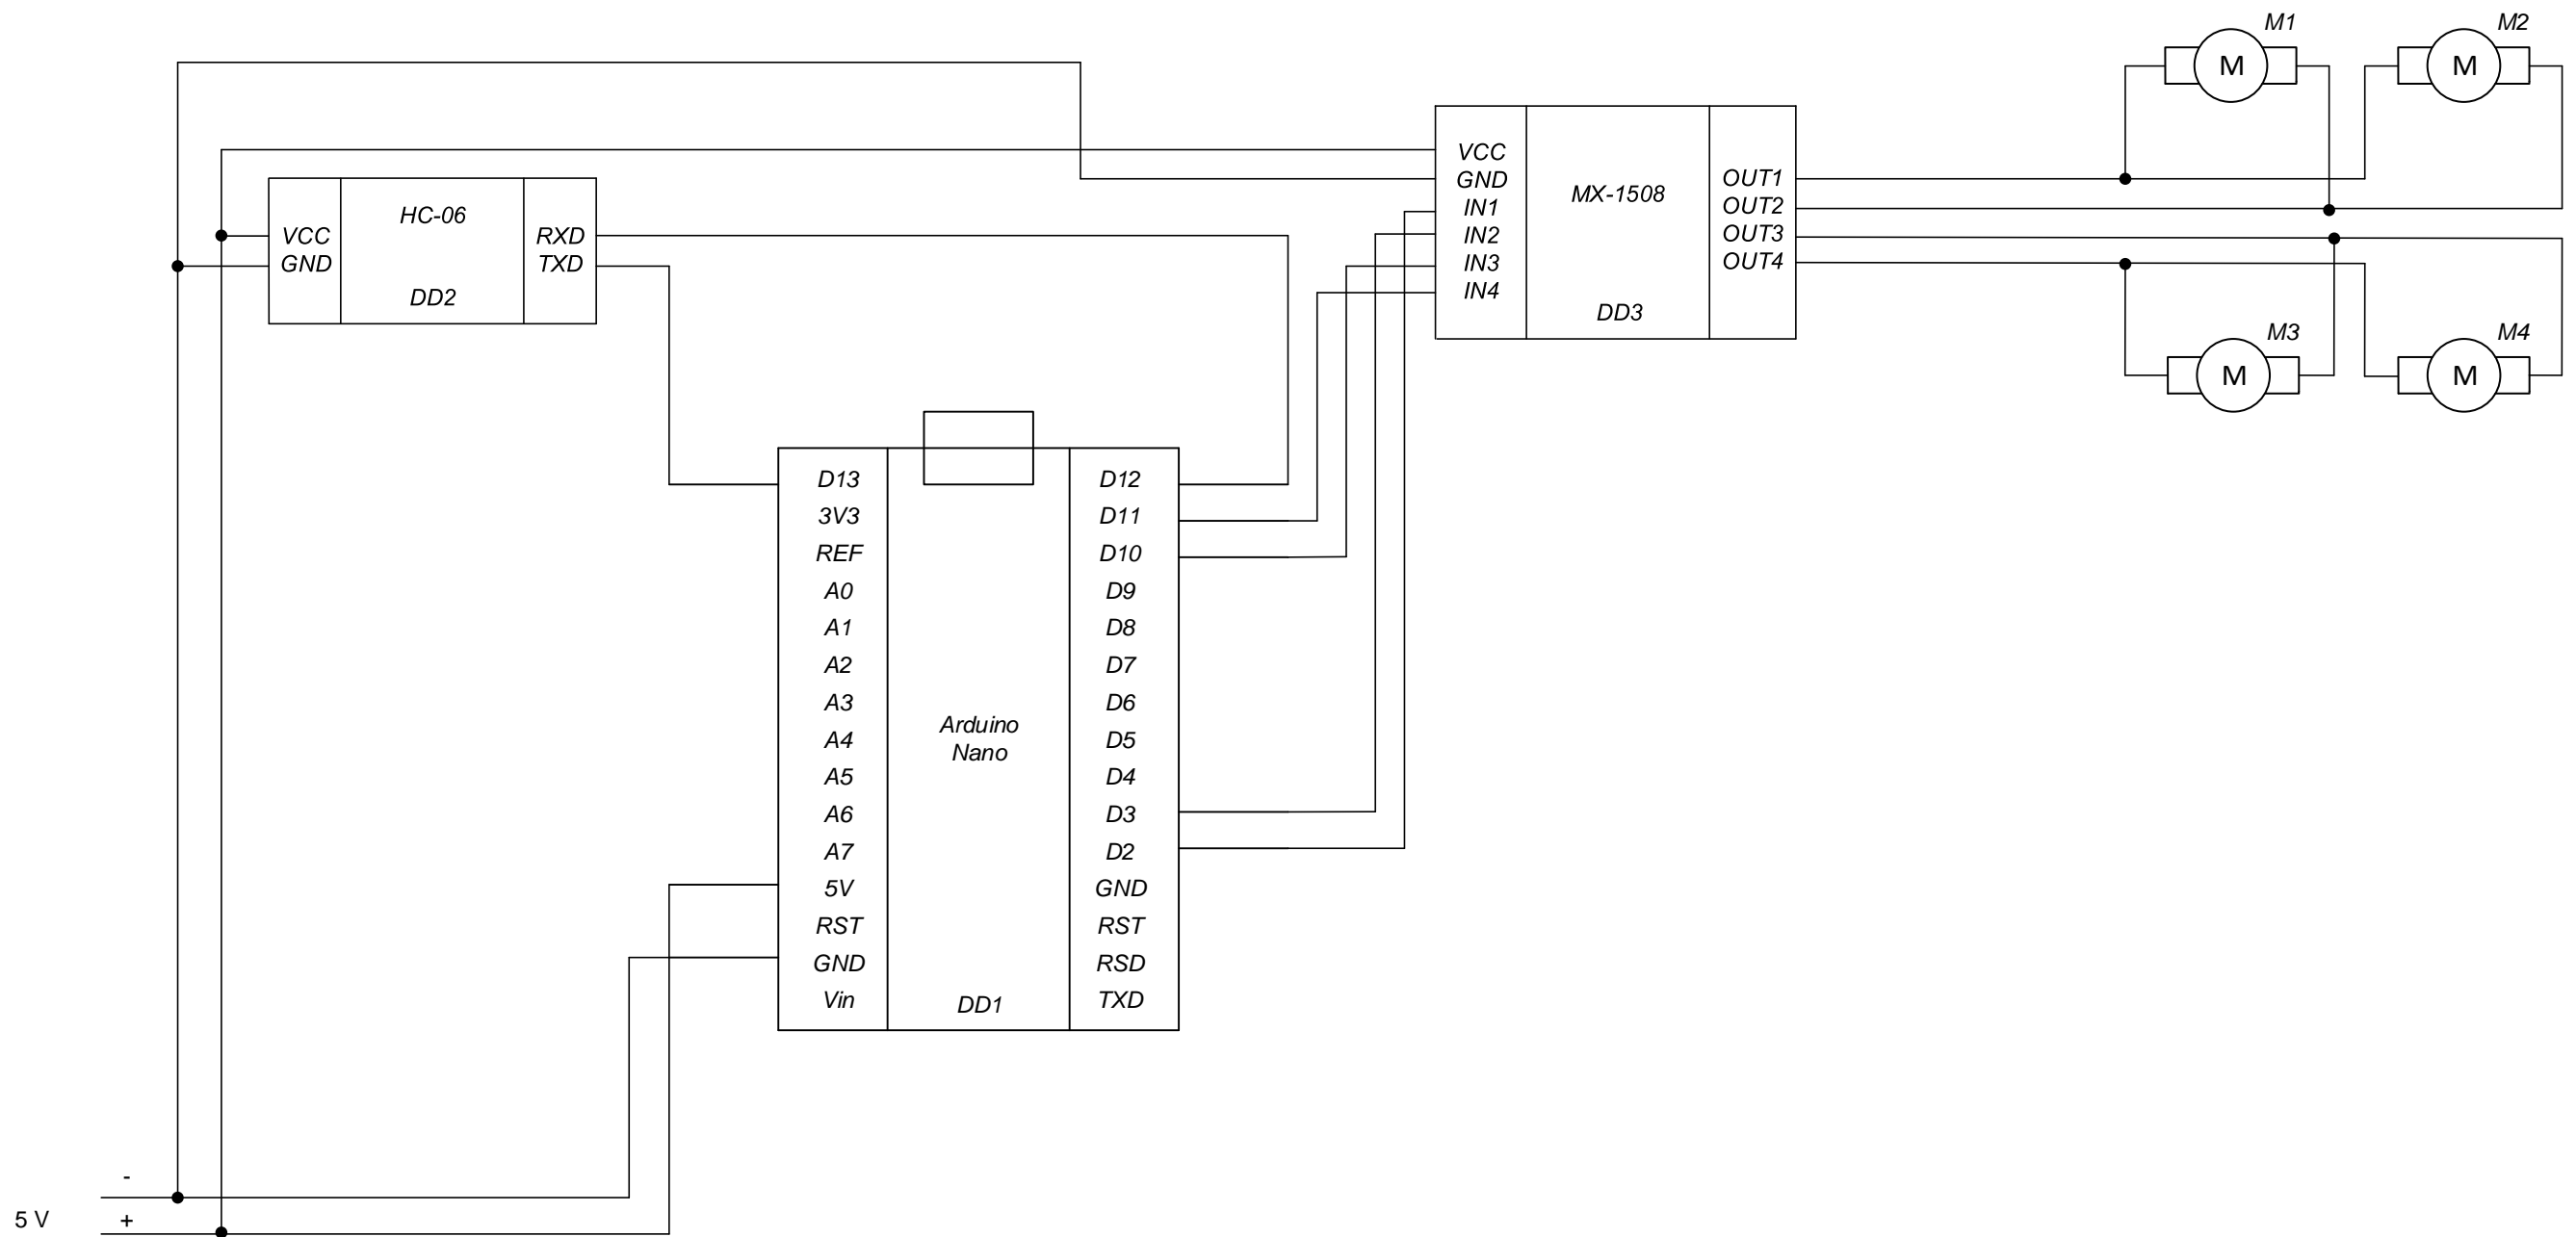 M1
M2
M
M
VCC
GND
IN1
IN2
IN3
IN4
MX-1508
DD3
OUT1
OUT2
OUT3
OUT4
HC-06
VCC
GND
RXD
TXD
DD2
M3
M4
M
M
D13
3V3
REF
A0
A1
A2
A3
A4
A5
A6
A7
5V
RST
GND
Vin
Arduino
Nano
DD1
D12
D11
D10
D9
D8
D7
D6
D5
D4
D3
D2
GND
RST
RSD
TXD
-
5 V
+